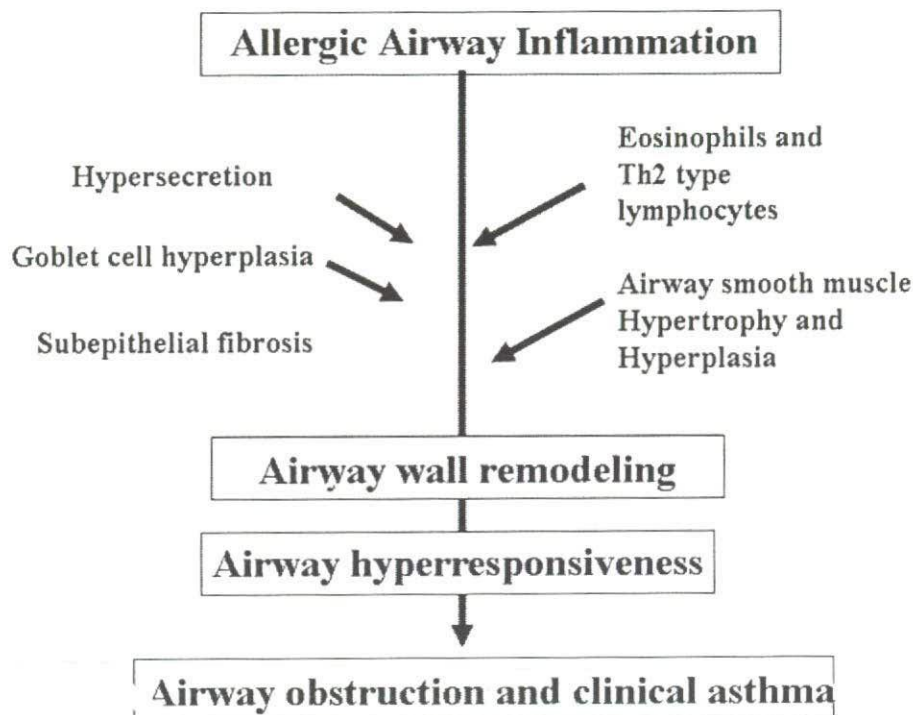 Allergic Airway Inflammation
Hypersecretion
Goblet cell hyperplasia
Subepithelial fibrosis
Eosinophils and
Th2 type
lymphocytes
Airway smooth muscle
Hypertrophy and
Hyperplasia
Airway wall remodeling
Airway hyperresponsiveness
Airway obstruction and clinical asthma